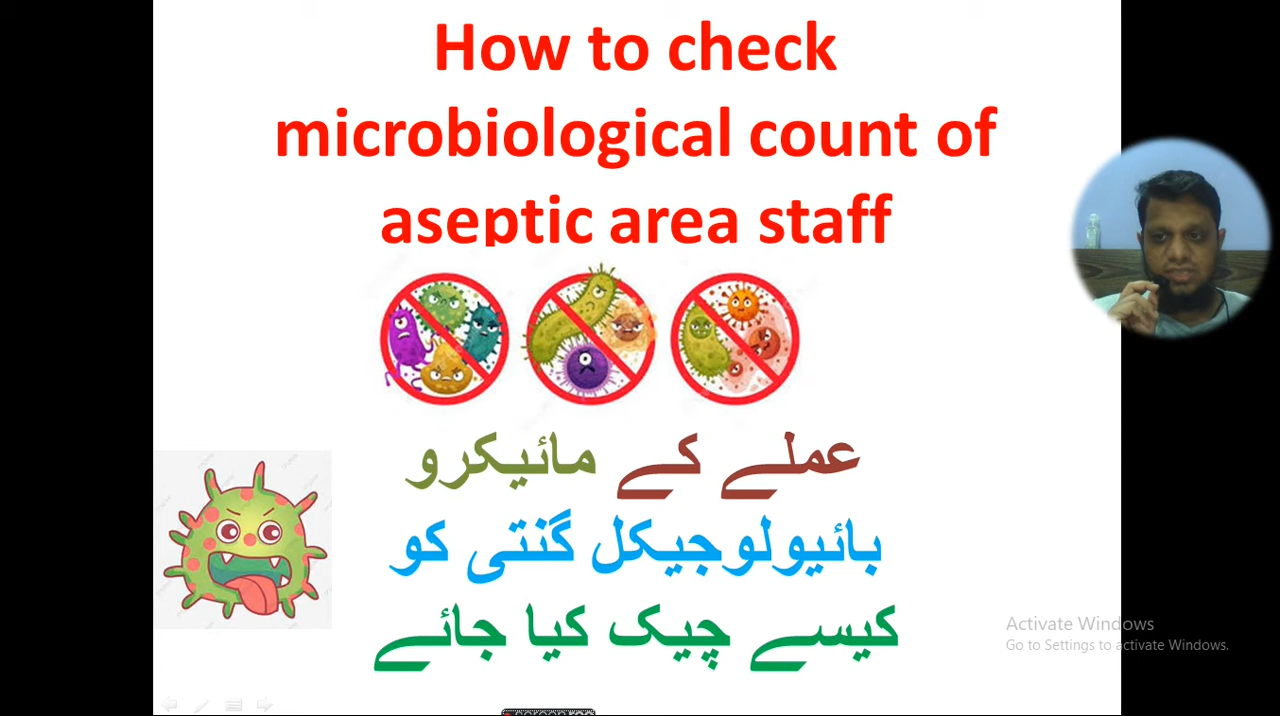 How to check
microbiological count of
aseptic area staff
عملے کے مائیکرو
بائیولوجیکل گنتی کو
کیسے چیک کیا جائے
Activate Windows
Go to Settings to activate Windows.